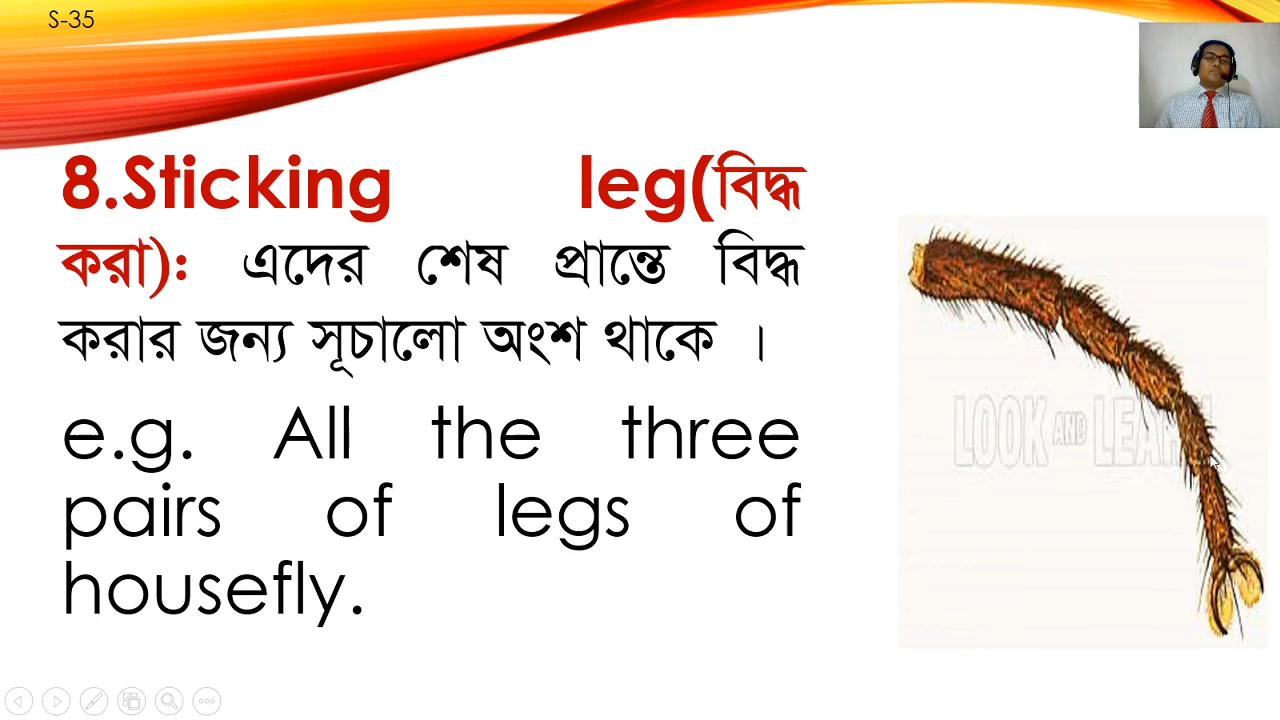 S-35
8.Sticking leg(বিদ্ধ
করা)ঃ এদের শেষ প্রান্তে বিদ্ধ
করার জন্য সূচালো অংশ থাকে ।
e.g. All the three
pairs of legs of
housefly.
LOOK AND LEARN